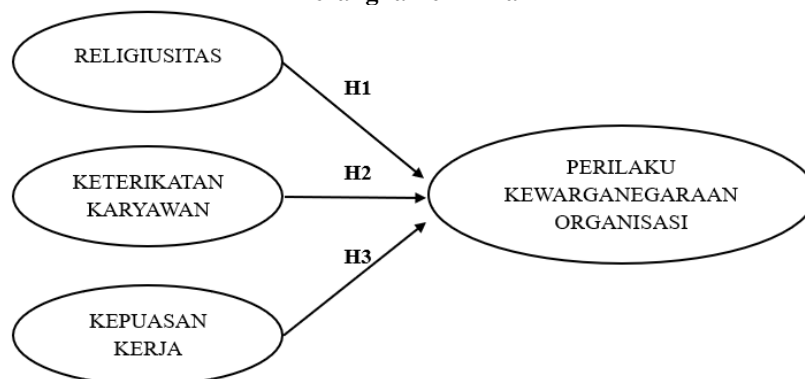 RELIGIUSITAS
H1
KETERIKATAN
KARYAWAN
H2
PERILAKU
KEWARGANEGARAAN
ORGANISASI
H3
KEPUASAN
KERJA